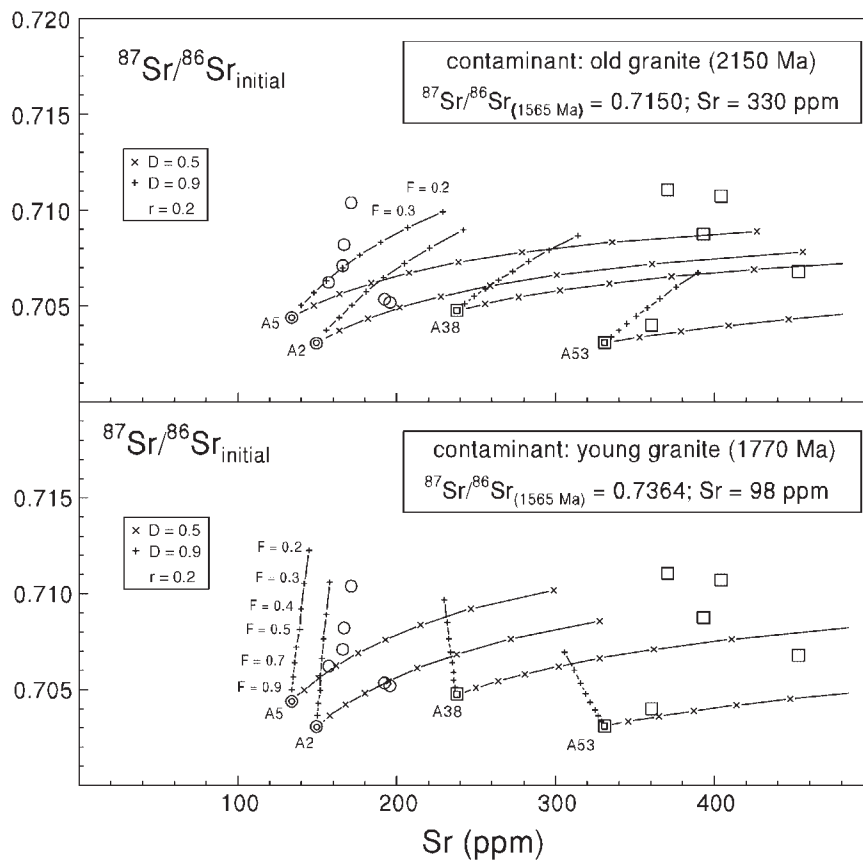 0.720
0.715
0.710
0.705
⁸⁷Sr/⁸⁶Sr_initial
contaminant: old granite (2150 Ma)
⁸⁷Sr/⁸⁶Sr_(1565 Ma) = 0.7150; Sr = 330 ppm
× D = 0.5
+ D = 0.9
r = 0.2
F = 0.2
F = 0.3
A5
A2
A38
A53
⁸⁷Sr/⁸⁶Sr_initial
contaminant: young granite (1770 Ma)
⁸⁷Sr/⁸⁶Sr_(1565 Ma) = 0.7364; Sr = 98 ppm
0.715
0.710
0.705
× D = 0.5
+ D = 0.9
r = 0.2
F = 0.2
F = 0.3
F = 0.4
F = 0.5
F = 0.7
F = 0.9
A5
A2
A38
A53
100 200 300 400
Sr (ppm)